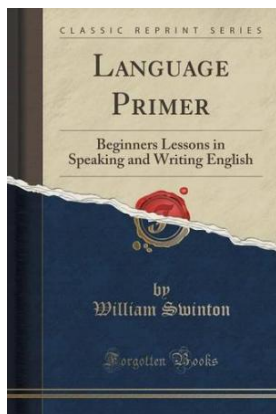 CLASSIC REPRINT SERIES
LANGUAGE
PRIMER
Beginners Lessons in
Speaking and Writing English
by
William Swinton
Forgotten Books